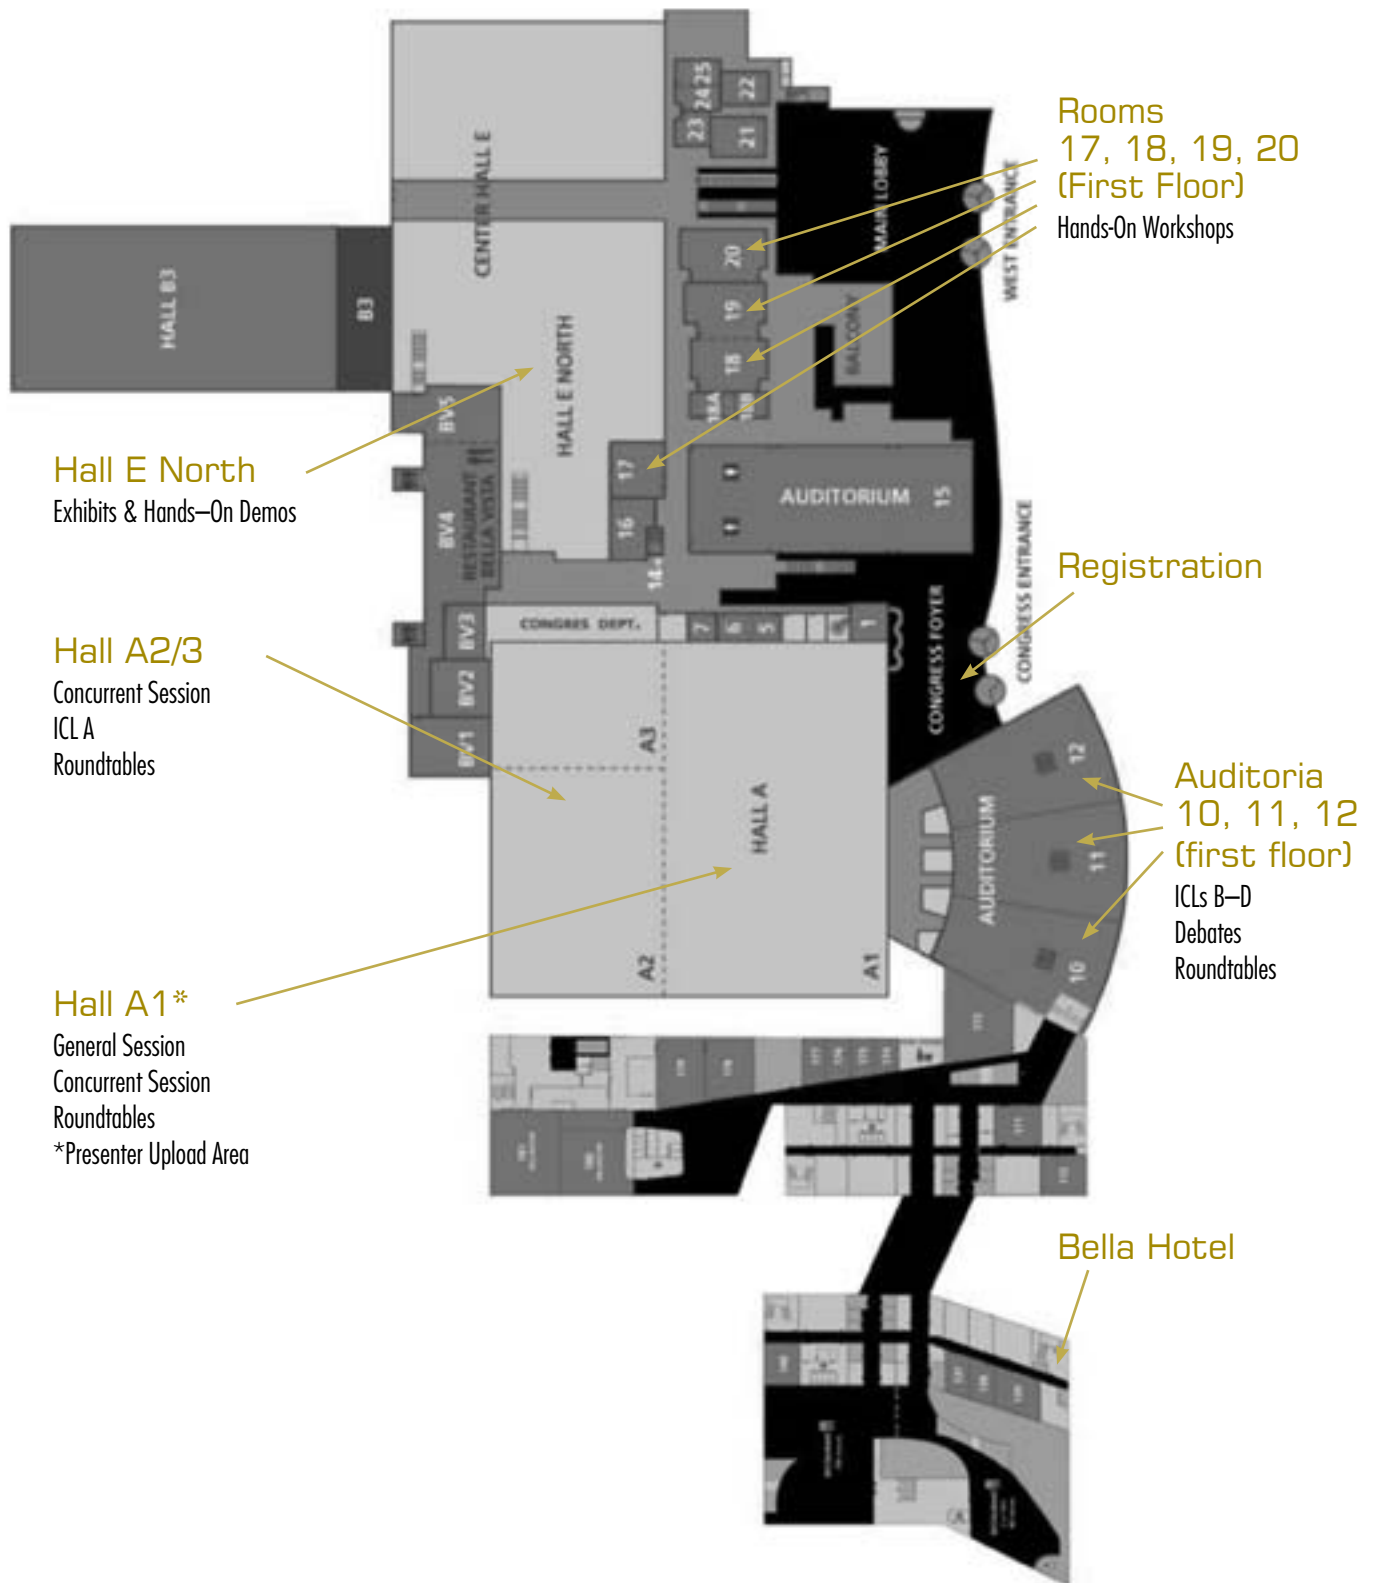 Rooms
17, 18, 19, 20
(First Floor)
Hands-On Workshops
Hall E North
Exhibits & Hands–On Demos
Registration
Hall A2/3
Concurrent Session
ICL A
Roundtables
Auditoria
10, 11, 12
(first floor)
ICLs B–D
Debates
Roundtables
Hall A1*
General Session
Concurrent Session
Roundtables
*Presenter Upload Area
Bella Hotel
HALL B3
B3
CENTER HALL E
HALL E NORTH
23
24 25
22
21
20
19
18
18A
18B
17
16
14
MAIN LOBBY
BALCONY
WEST ENTRANCE
AUDITORIUM
15
CONGRESS ENTRANCE
CONGRESS FOYER
BV5
BV4
RESTAURANT
BELLA VISTA
BV3
BV2
BV1
CONGRES DEPT.
7
6
5
1
A3
A2
HALL A
A1
AUDITORIUM
12
11
10